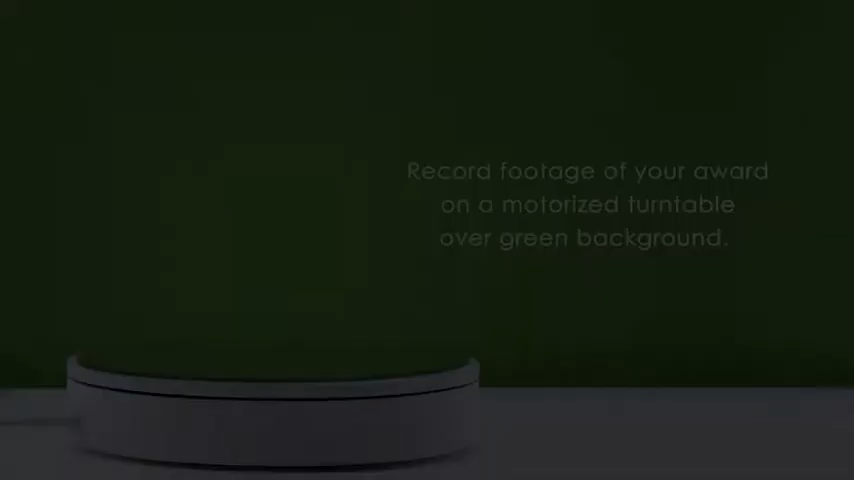 Record footage of your award
on a motorized turntable
over green background.